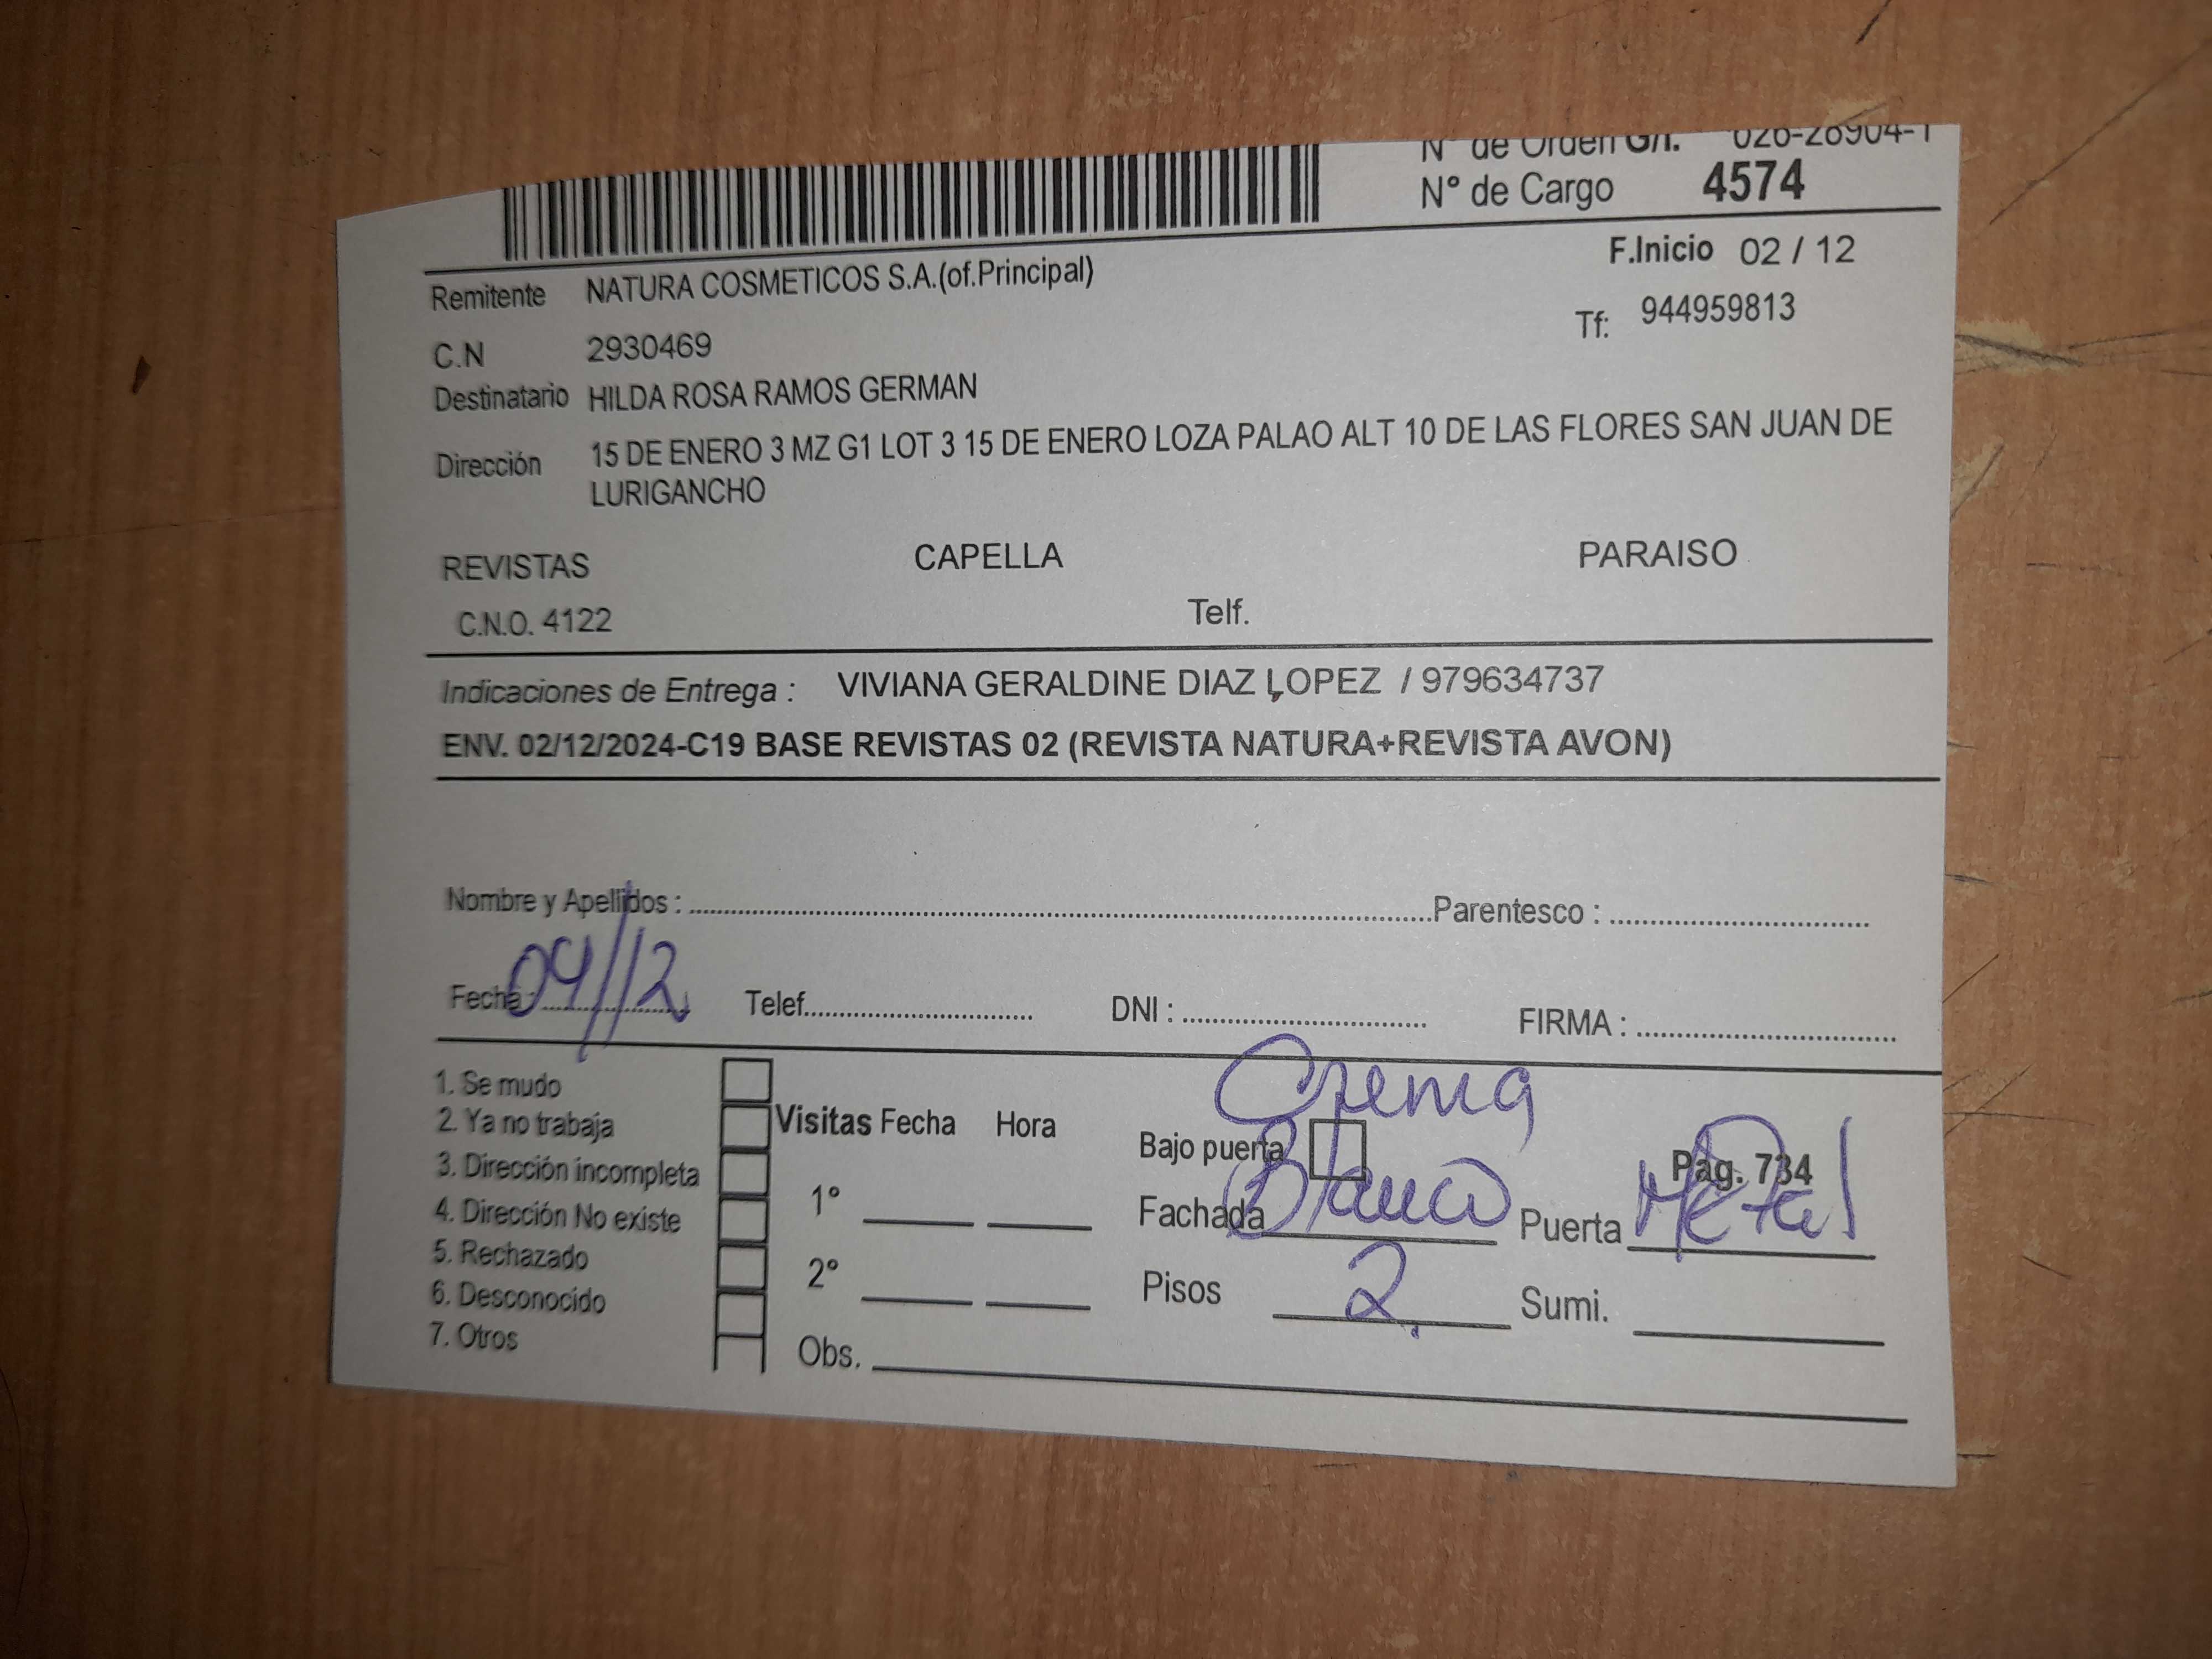 N° de Orden G/I. 026-28904-1
N° de Cargo 4574
F.Inicio 02 / 12
Remitente NATURA COSMETICOS S.A.(of.Principal)
Tf: 944959813
C.N 2930469
Destinatario HILDA ROSA RAMOS GERMAN
Dirección 15 DE ENERO 3 MZ G1 LOT 3 15 DE ENERO LOZA PALAO ALT 10 DE LAS FLORES SAN JUAN DE
LURIGANCHO
REVISTAS CAPELLA PARAISO
C.N.O. 4122 Telf.
Indicaciones de Entrega : VIVIANA GERALDINE DIAZ LOPEZ / 979634737
ENV. 02/12/2024-C19 BASE REVISTAS 02 (REVISTA NATURA+REVISTA AVON)
Nombre y Apellidos : Parentesco :
Fecha : 04/12 Telef. DNI : FIRMA :
1. Se mudo
2. Ya no trabaja
3. Dirección incompleta
4. Dirección No existe
5. Rechazado
6. Desconocido
7. Otros
Visitas Fecha Hora
1°
2°
Obs.
Crema
Bajo puerta Pag. 734
Fachada Blanco Puerta Metal
Pisos 2 Sumi.